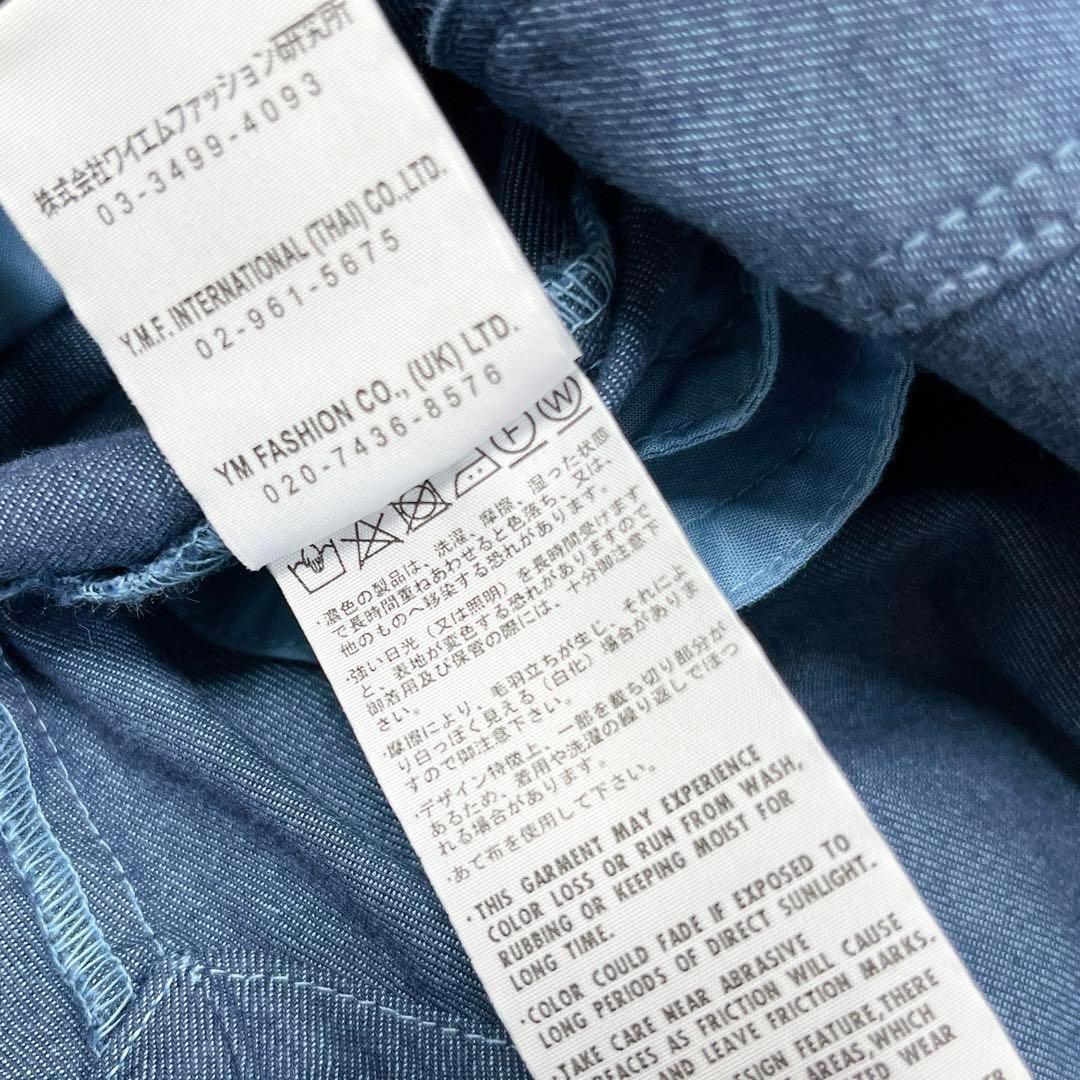 株式会社ワイエムファッション研究所
03-3499-4093
Y.M.F. INTERNATIONAL (THAI) CO.,LTD.
02-961-5675
YM FASHION CO., (UK) LTD.
020-7436-8576
F W
・濃色の製品は、洗濯、摩擦、湿った状態
で長時間重ねあわせると色落ち、又は、
他のものへ移染する恐れがあります。
・強い日光（又は照明）を長時間受けます
と、表地が変色する恐れがありますので
御着用及び保管の際には、十分御注意下
さい。
・摩擦により、毛羽立ちが生じ、それによ
り白っぽく見える（白化）場合がありま
すので御注意下さい。
・デザイン特徴上、一部を裁ち切り部分が
あるため、着用や洗濯の繰り返しでほつ
れる場合があります。
・あて布を使用して下さい。
・THIS GARMENT MAY EXPERIENCE
COLOR LOSS OR RUN FROM WASH,
RUBBING OR KEEPING MOIST FOR
LONG TIME.
・COLOR COULD FADE IF EXPOSED TO
LONG PERIODS OF DIRECT SUNLIGHT.
・TAKE CARE NEAR ABRASIVE
AS FRICTION WILL CAUSE
AND LEAVE FRICTION MARKS.
FEATURE,THERE
AREAS,WHICH
WEAR